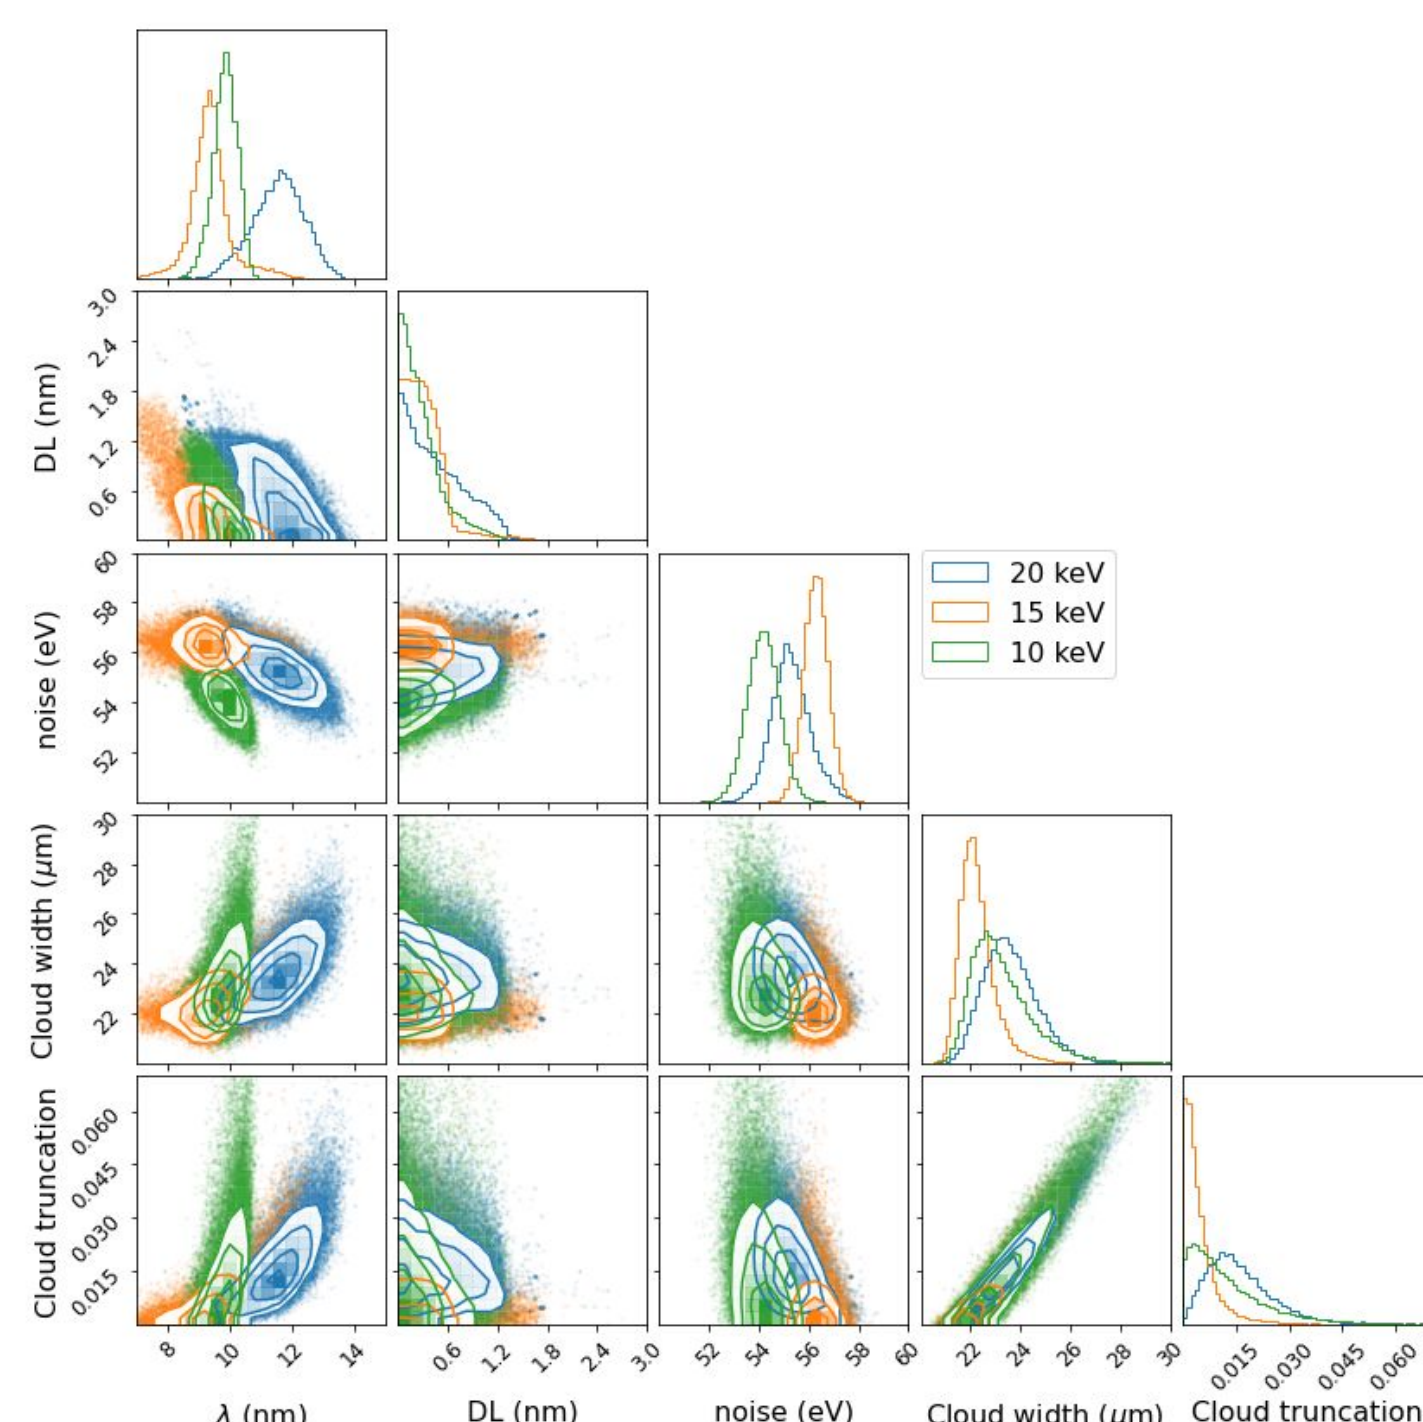 3.0
2.4
1.8
1.2
0.6
DL (nm)
60
58
56
54
52
noise (eV)
20 keV
15 keV
10 keV
30
28
26
24
22
Cloud width (μm)
0.060
0.045
0.030
0.015
Cloud truncation
8 10 12 14
0.6 1.2 1.8 2.4 3.0
52 54 56 58 60
22 24 26 28 30
0.015 0.030 0.045 0.060
λ (nm) DL (nm) noise (eV) Cloud width (μm) Cloud truncation